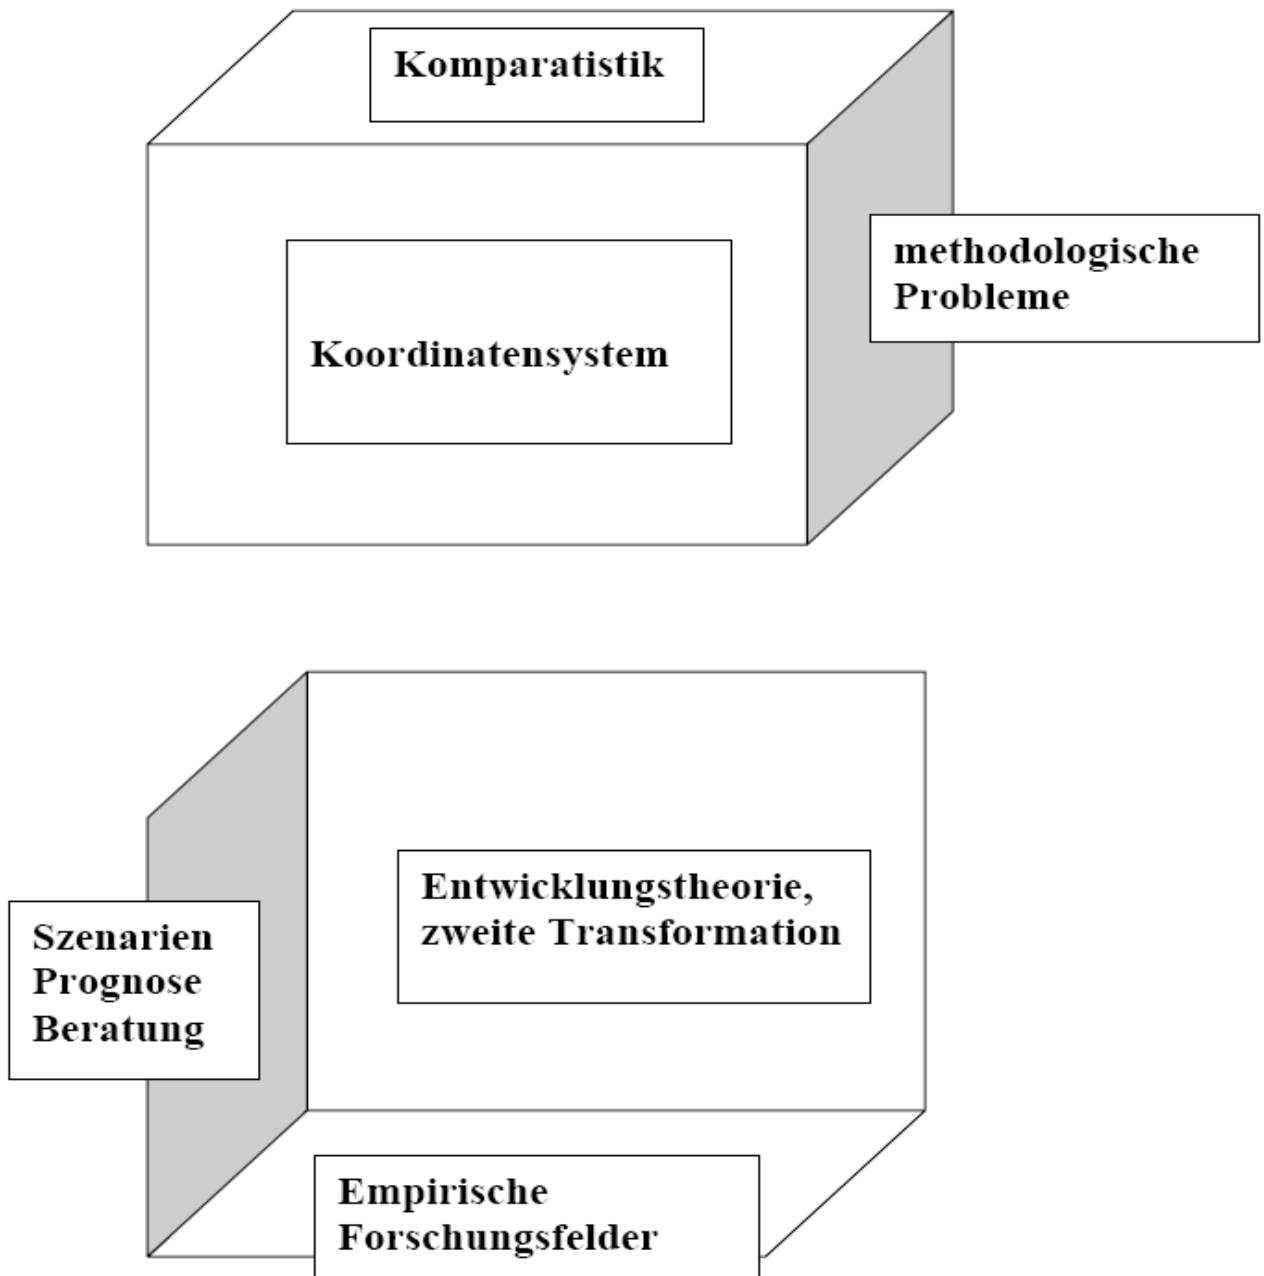 Komparatistik
methodologische
Probleme
Koordinatensystem
Entwicklungstheorie,
zweite Transformation
Szenarien
Prognose
Beratung
Empirische
Forschungsfelder